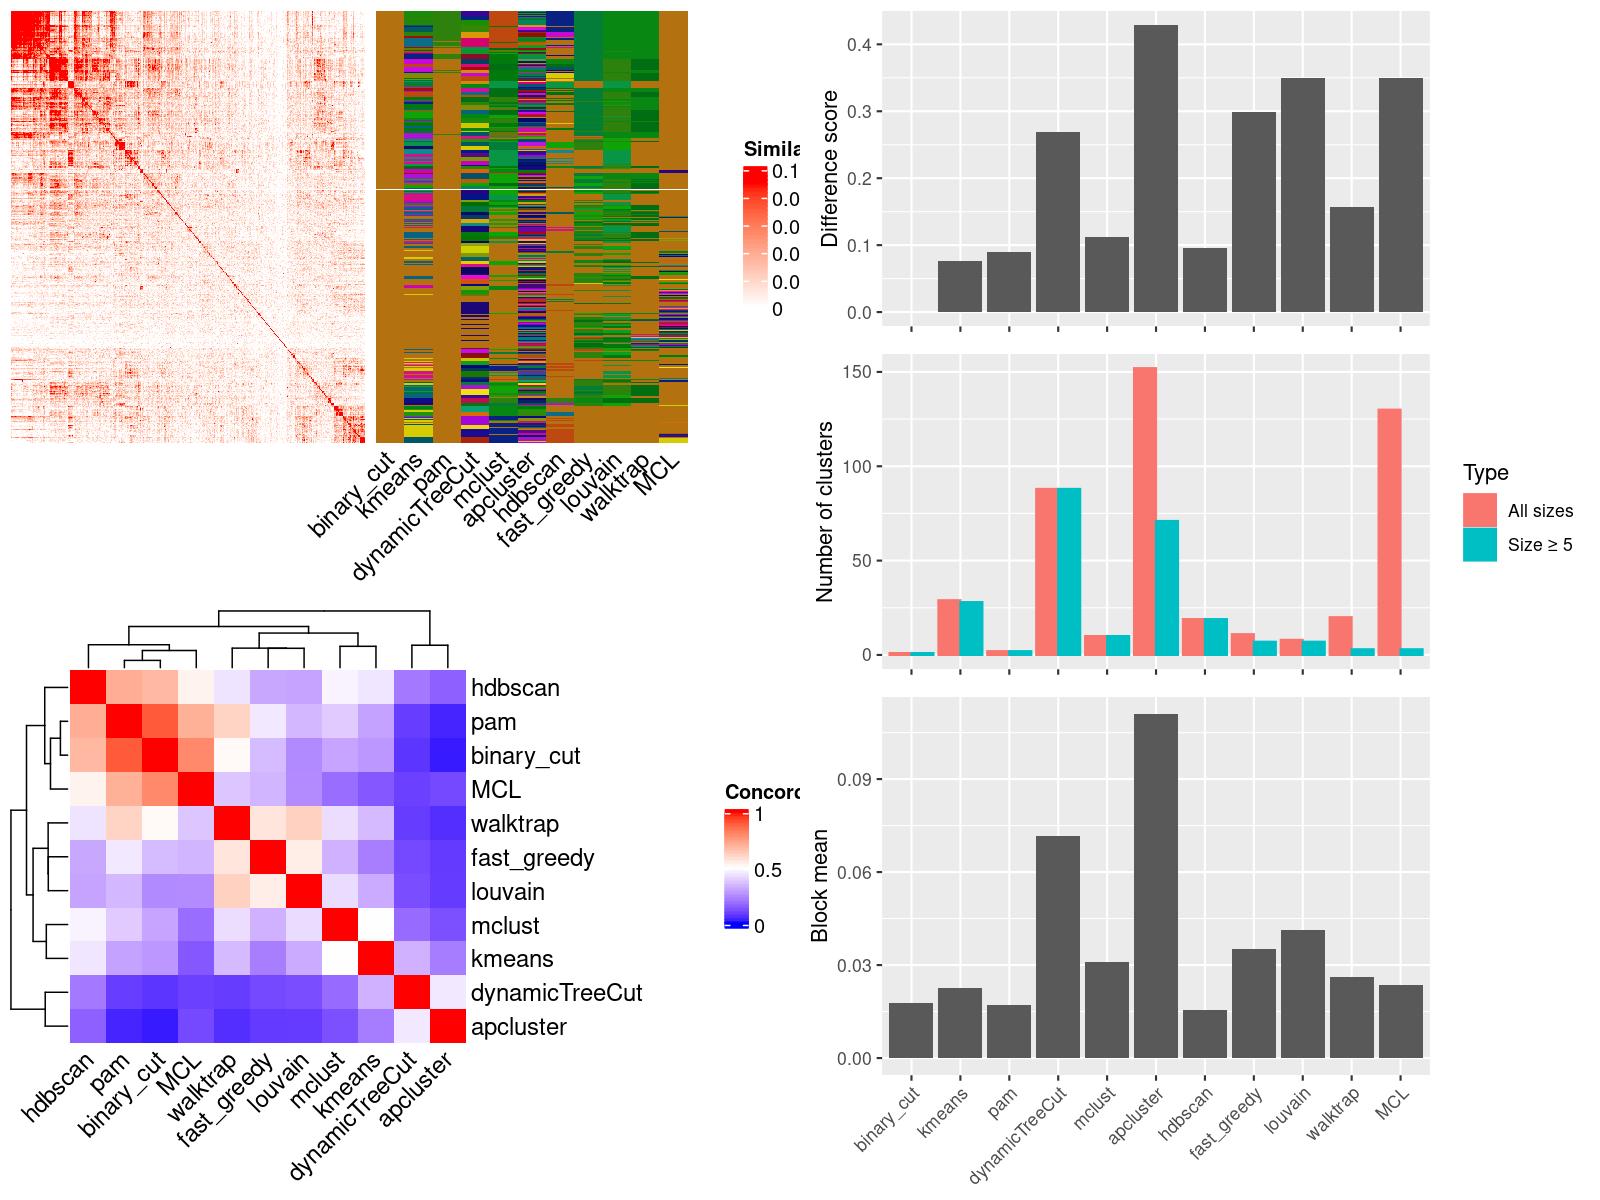 Simila
0.1
0.0
0.0
0.0
0.0
0
binary_cut
kmeans
pam
dynamicTreeCut
mclust
apcluster
hdbscan
fast_greedy
louvain
walktrap
MCL
hdbscan
pam
binary_cut
MCL
walktrap
fast_greedy
louvain
mclust
kmeans
dynamicTreeCut
apcluster
hdbscan
pam
binary_cut
MCL
walktrap
fast_greedy
louvain
mclust
kmeans
dynamicTreeCut
apcluster
Concord
1
0.5
0
Difference score
0.4
0.3
0.2
0.1
0.0
Number of clusters
150
100
50
0
Type
All sizes
Size ≥ 5
Block mean
0.09
0.06
0.03
0.00
binary_cut
kmeans
pam
dynamicTreeCut
mclust
apcluster
hdbscan
fast_greedy
louvain
walktrap
MCL